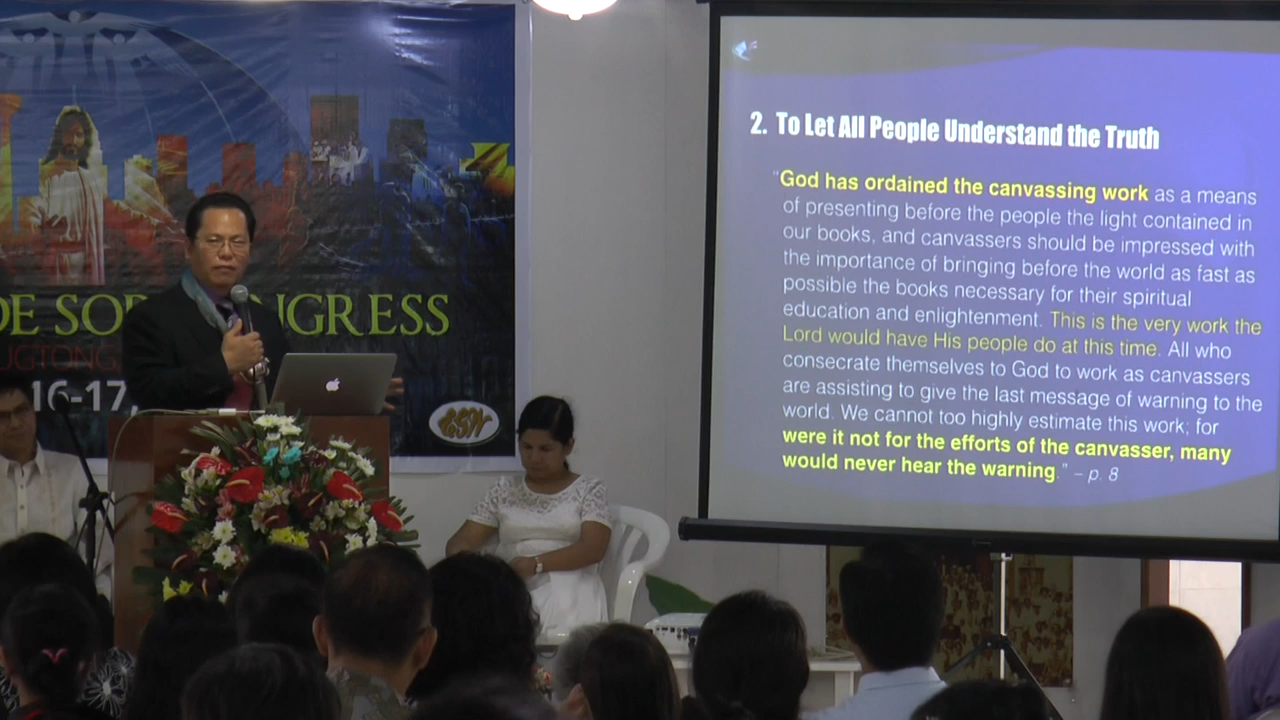 DE SOP CONGRESS
UGTONG
16-17,
2. To Let All People Understand the Truth
"God has ordained the canvassing work as a means
of presenting before the people the light contained in
our books, and canvassers should be impressed with
the importance of bringing before the world as fast as
possible the books necessary for their spiritual
education and enlightenment. This is the very work the
Lord would have His people do at this time. All who
consecrate themselves to God to work as canvassers
are assisting to give the last message of warning to the
world. We cannot too highly estimate this work; for
were it not for the efforts of the canvasser, many
would never hear the warning." – p. 8